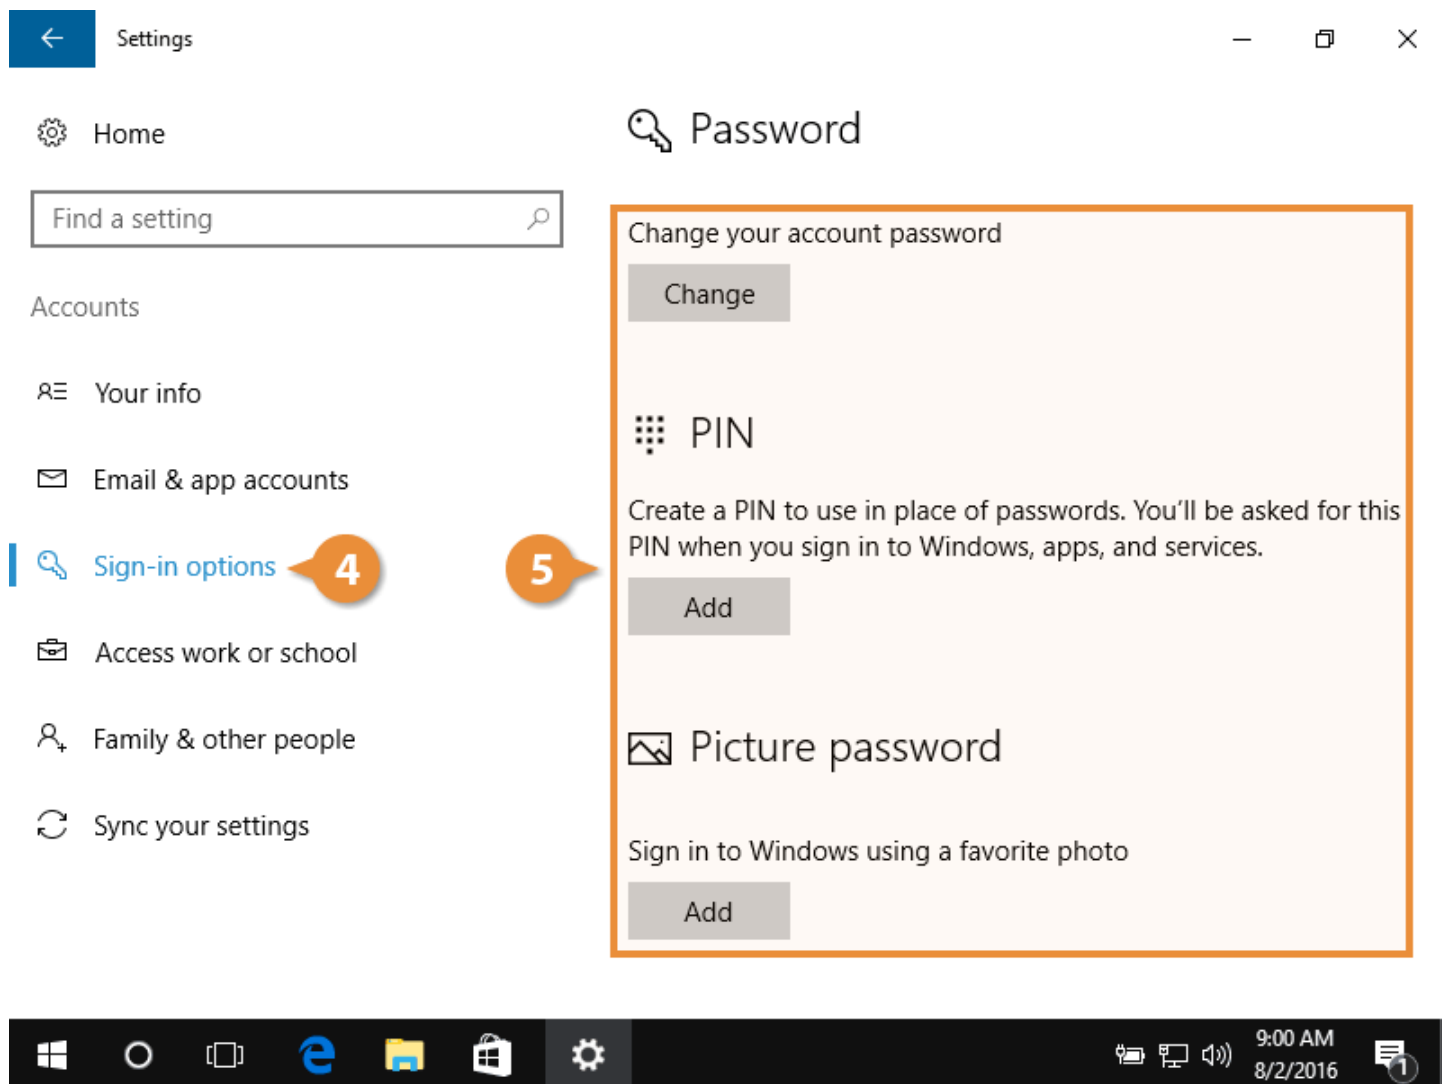 Settings
Home
Find a setting
Accounts
Your info
Email & app accounts
Sign-in options
4
Access work or school
Family & other people
Sync your settings
Password
Change your account password
Change
PIN
5
Create a PIN to use in place of passwords. You'll be asked for this
PIN when you sign in to Windows, apps, and services.
Add
Picture password
Sign in to Windows using a favorite photo
Add
9:00 AM
8/2/2016
1